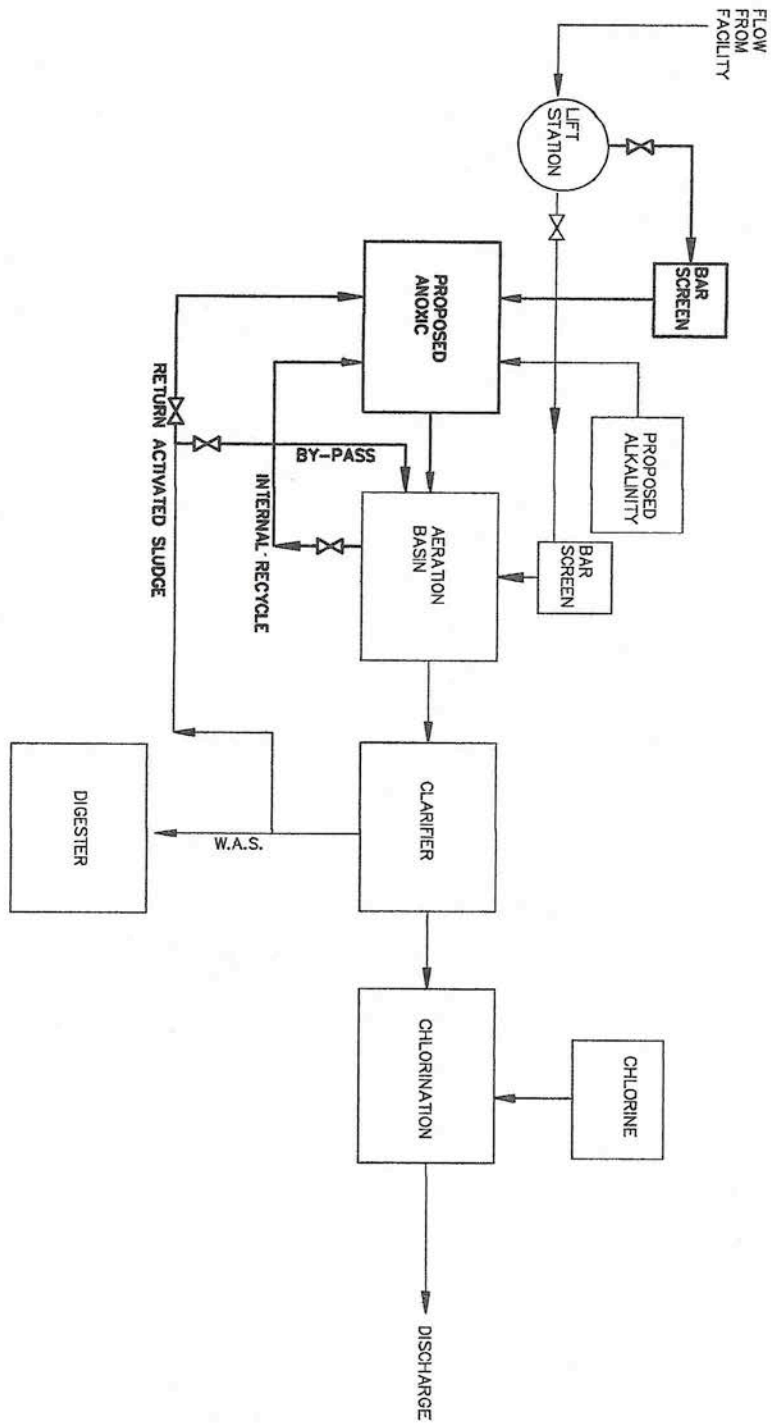 FLOW
FROM
FACILITY
LIFT
STATION
BAR
SCREEN
PROPOSED
ANOXIC
PROPOSED
ALKALINITY
BAR
SCREEN
BY-PASS
AERATION
BASIN
INTERNAL RECYCLE
RETURN ACTIVATED SLUDGE
CLARIFIER
W.A.S.
DIGESTER
CHLORINE
CHLORINATION
DISCHARGE